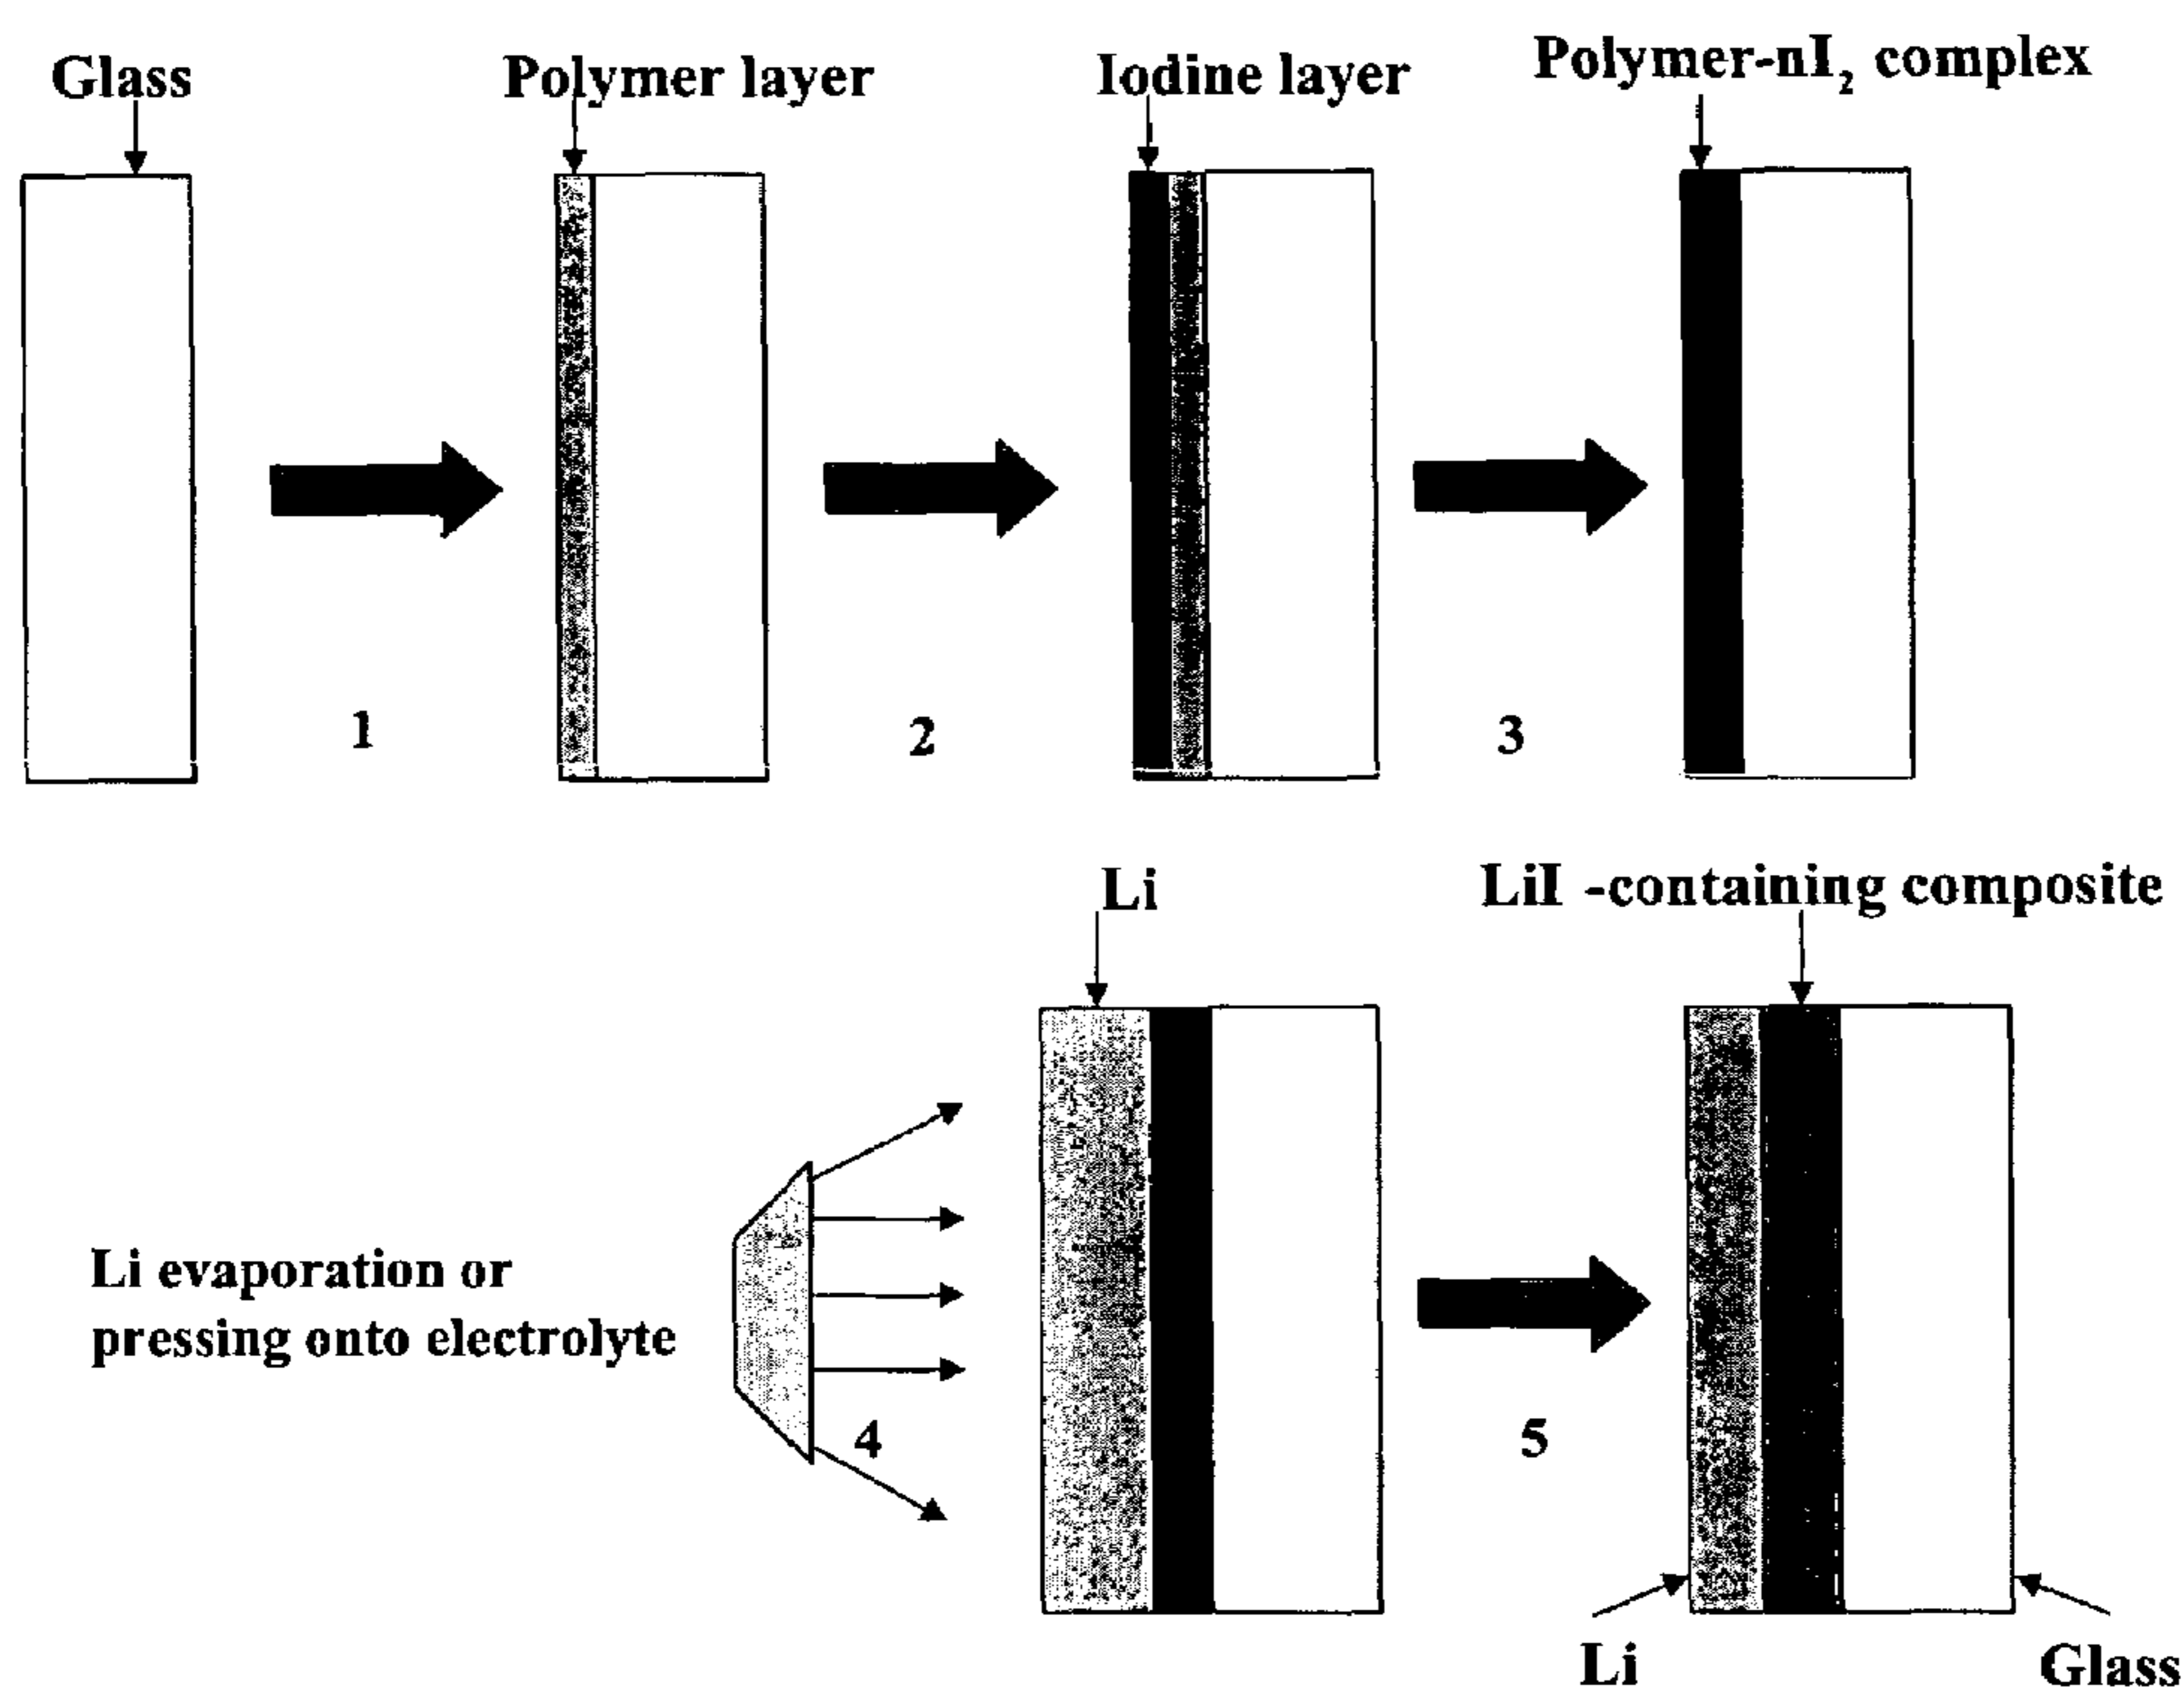 Glass
Polymer layer
Iodine layer
Polymer-nI₂ complex
1
2
3
Li
LiI -containing composite
Li evaporation or
pressing onto electrolyte
4
5
Li
Glass